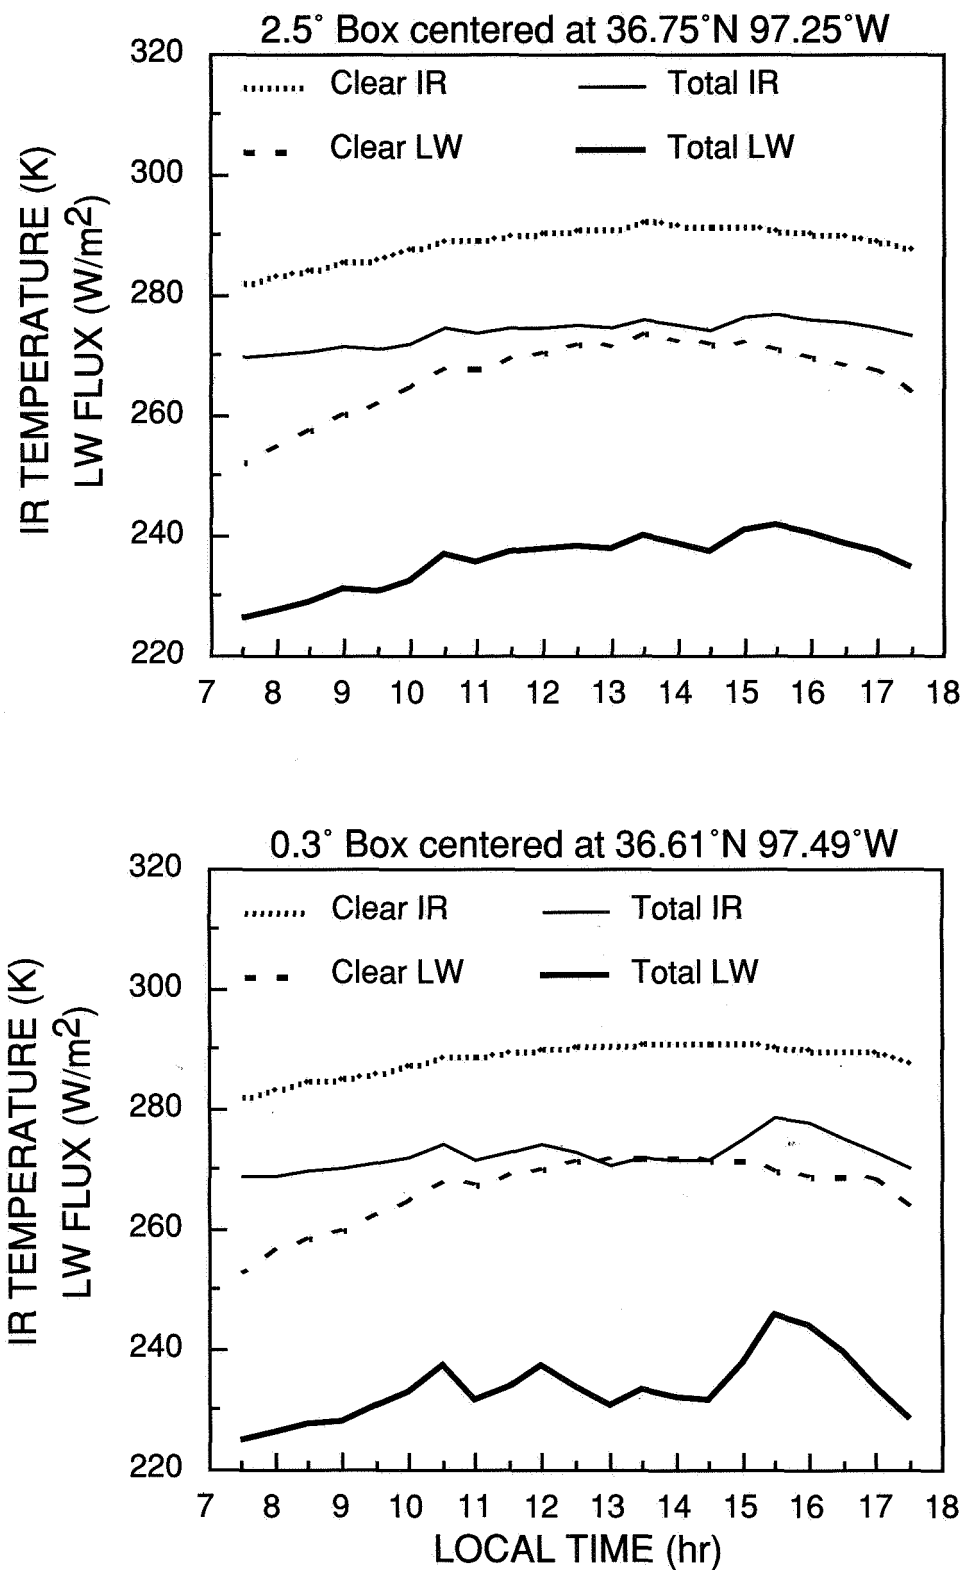 2.5° Box centered at 36.75°N 97.25°W
320
Clear IR
Total IR
Clear LW
Total LW
300
280
260
240
220
IR TEMPERATURE (K)
LW FLUX (W/m2)
7 8 9 10 11 12 13 14 15 16 17 18
0.3° Box centered at 36.61°N 97.49°W
320
Clear IR
Total IR
Clear LW
Total LW
300
280
260
240
220
IR TEMPERATURE (K)
LW FLUX (W/m2)
7 8 9 10 11 12 13 14 15 16 17 18
LOCAL TIME (hr)